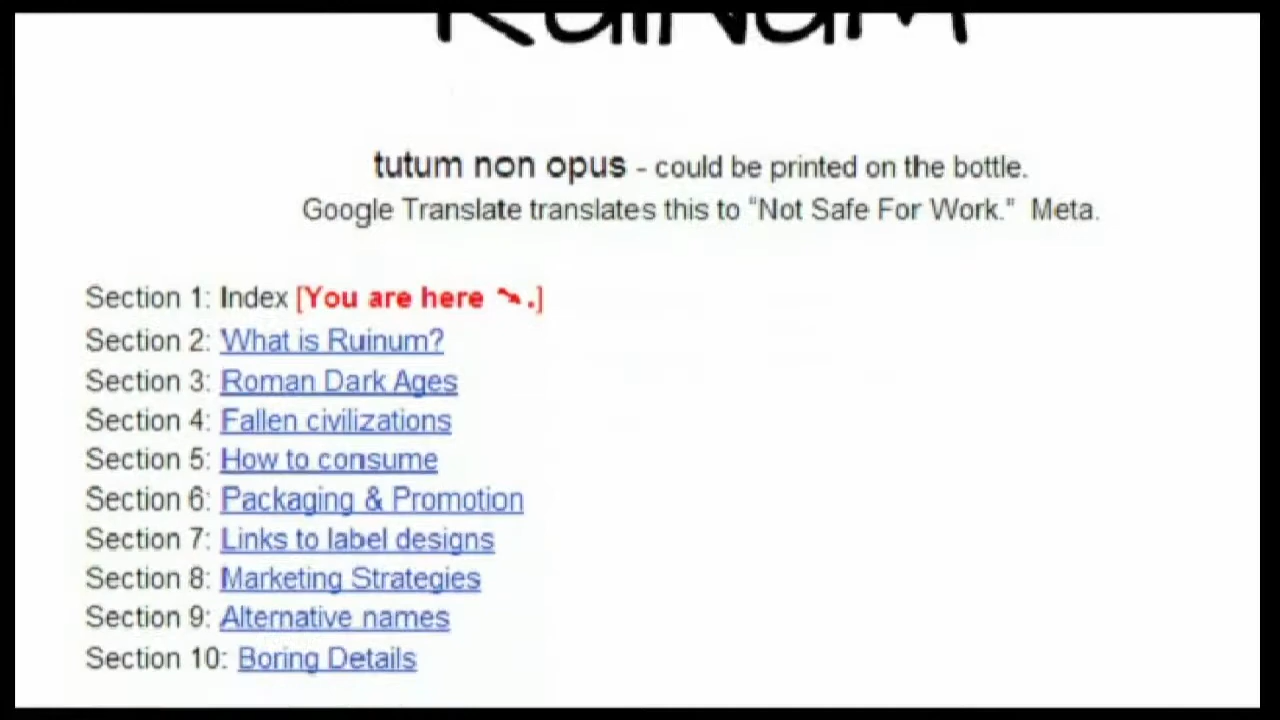 Ruinum
tutum non opus - could be printed on the bottle.
Google Translate translates this to “Not Safe For Work.” Meta.
Section 1: Index [You are here .]
Section 2: What is Ruinum?
Section 3: Roman Dark Ages
Section 4: Fallen civilizations
Section 5: How to consume
Section 6: Packaging & Promotion
Section 7: Links to label designs
Section 8: Marketing Strategies
Section 9: Alternative names
Section 10: Boring Details